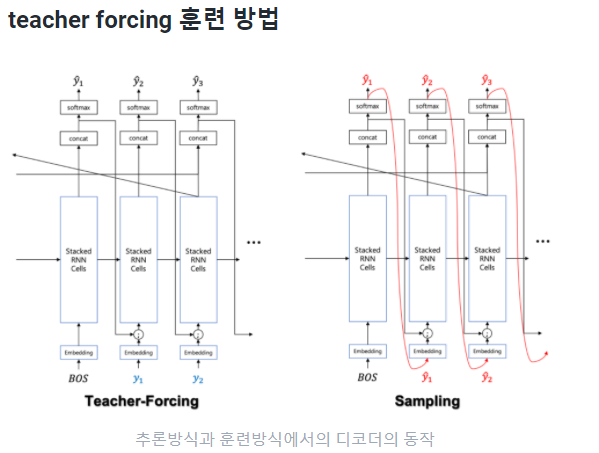 teacher forcing 훈련 방법
ŷ₁ ŷ₂ ŷ₃ ŷ₁ ŷ₂ ŷ₃
softmax softmax softmax softmax softmax softmax
concat concat concat concat concat concat
Stacked RNN Cells Stacked RNN Cells Stacked RNN Cells ... Stacked RNN Cells Stacked RNN Cells Stacked RNN Cells ...
; ; ; ;
Embedding Embedding Embedding Embedding Embedding Embedding
BOS y₁ y₂ BOS ŷ₁ ŷ₂
Teacher-Forcing Sampling
추론방식과 훈련방식에서의 디코더의 동작